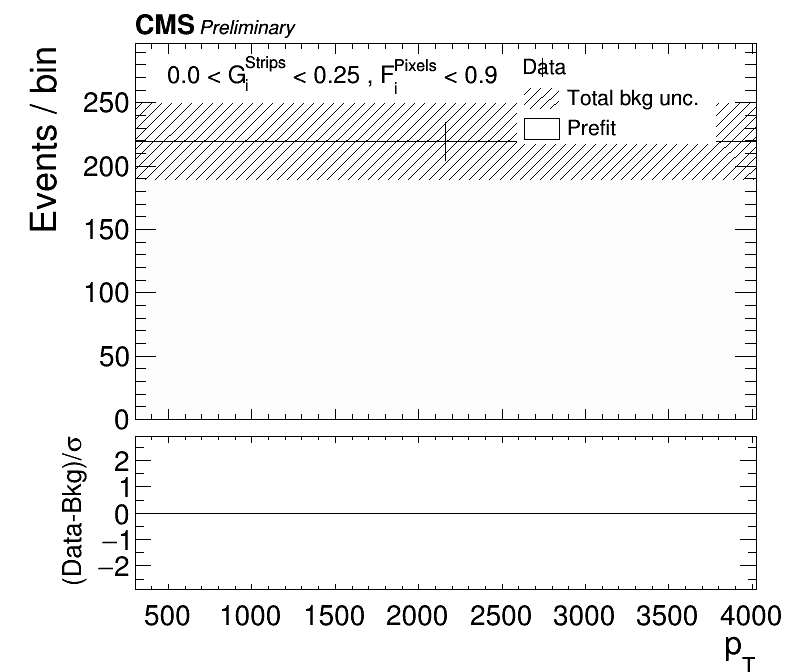 CMS Preliminary
0.0 < G_i^Strips < 0.25 , F_i^Pixels < 0.9
Data
Total bkg unc.
Prefit
Events / bin
250
200
150
100
50
0
(Data-Bkg)/σ
2
1
0
−1
−2
500 1000 1500 2000 2500 3000 3500 4000
p_T